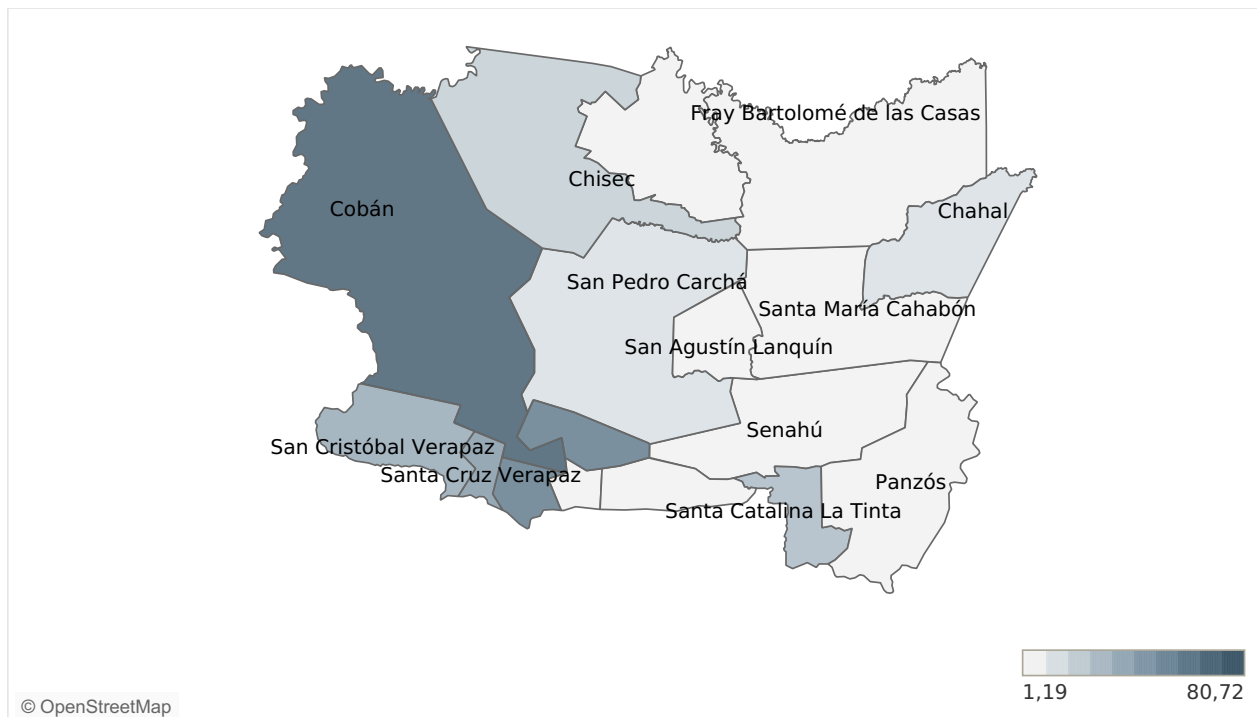 Fray Bartolomé de las Casas
Chisec
Cobán
Chahal
San Pedro Carchá
Santa María Cahabón
San Agustín Lanquín
Senahú
San Cristóbal Verapaz
Santa Cruz Verapaz
Panzós
Santa Catalina La Tinta
1,19 80,72
© OpenStreetMap